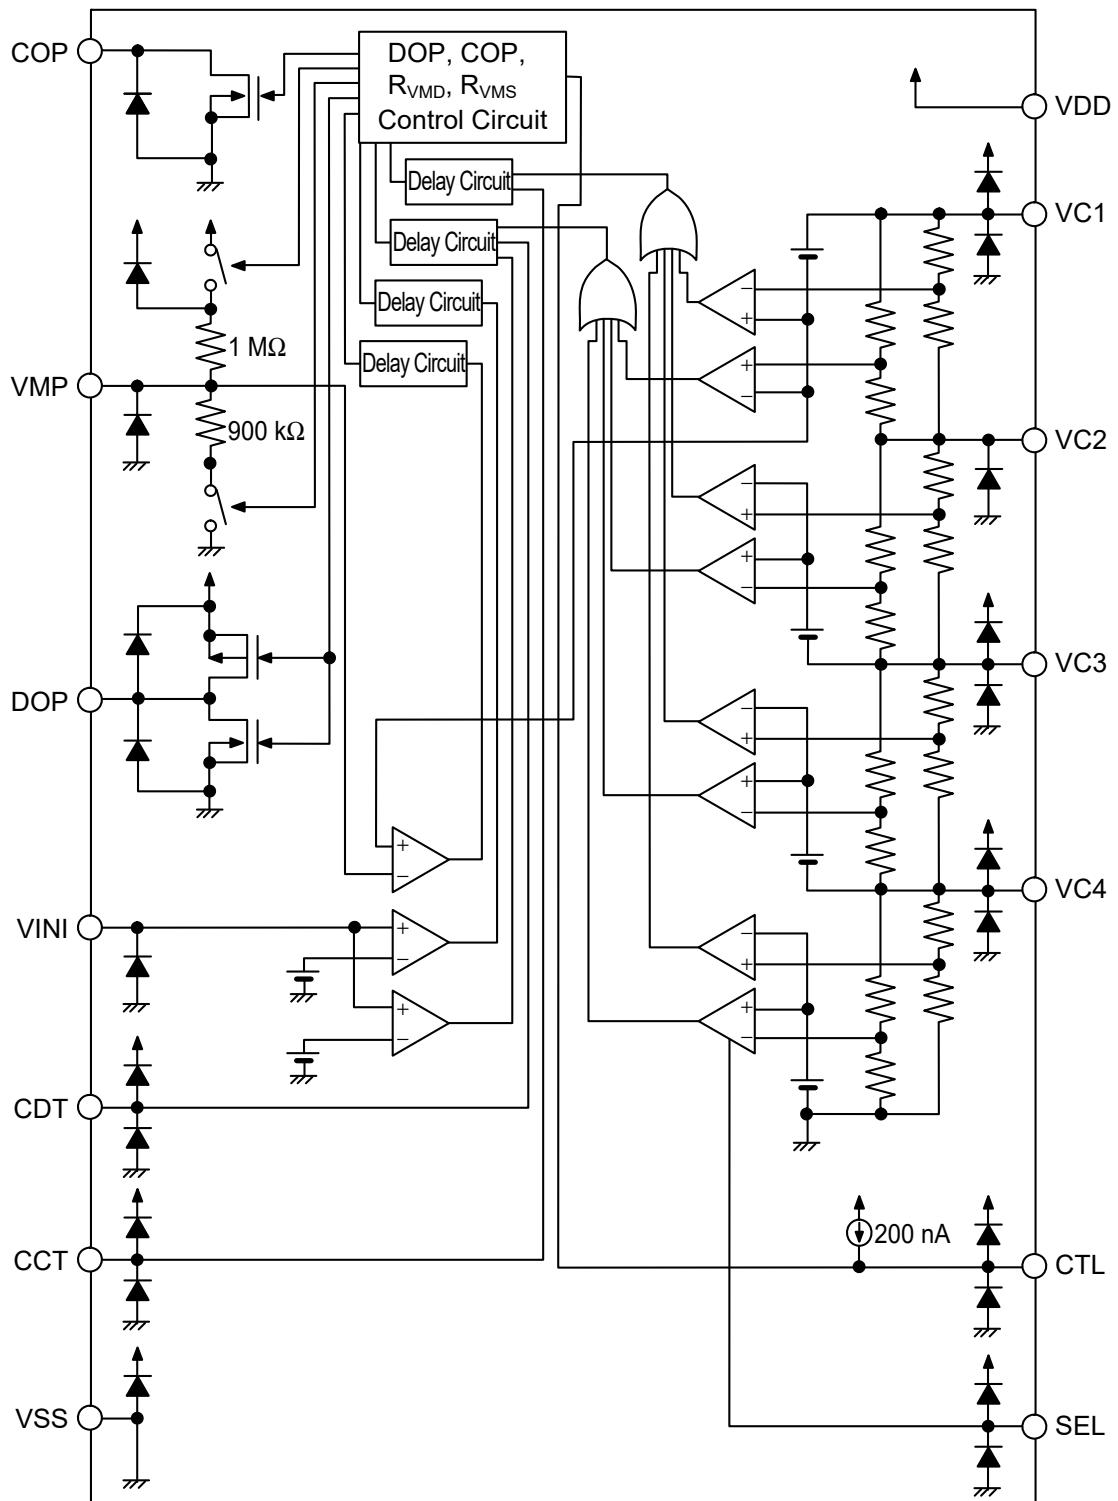 COP
DOP, COP,
RVMD, RVMS
Control Circuit
VDD
Delay Circuit
VC1
Delay Circuit
Delay Circuit
1 MΩ
Delay Circuit
VMP
900 kΩ
VC2
DOP
VC3
VINI
VC4
CDT
200 nA
CCT
CTL
VSS
SEL
−
+
+
−
−
+
+
−
−
+
+
−
+
−
+
−
−
+
+
−
+
−